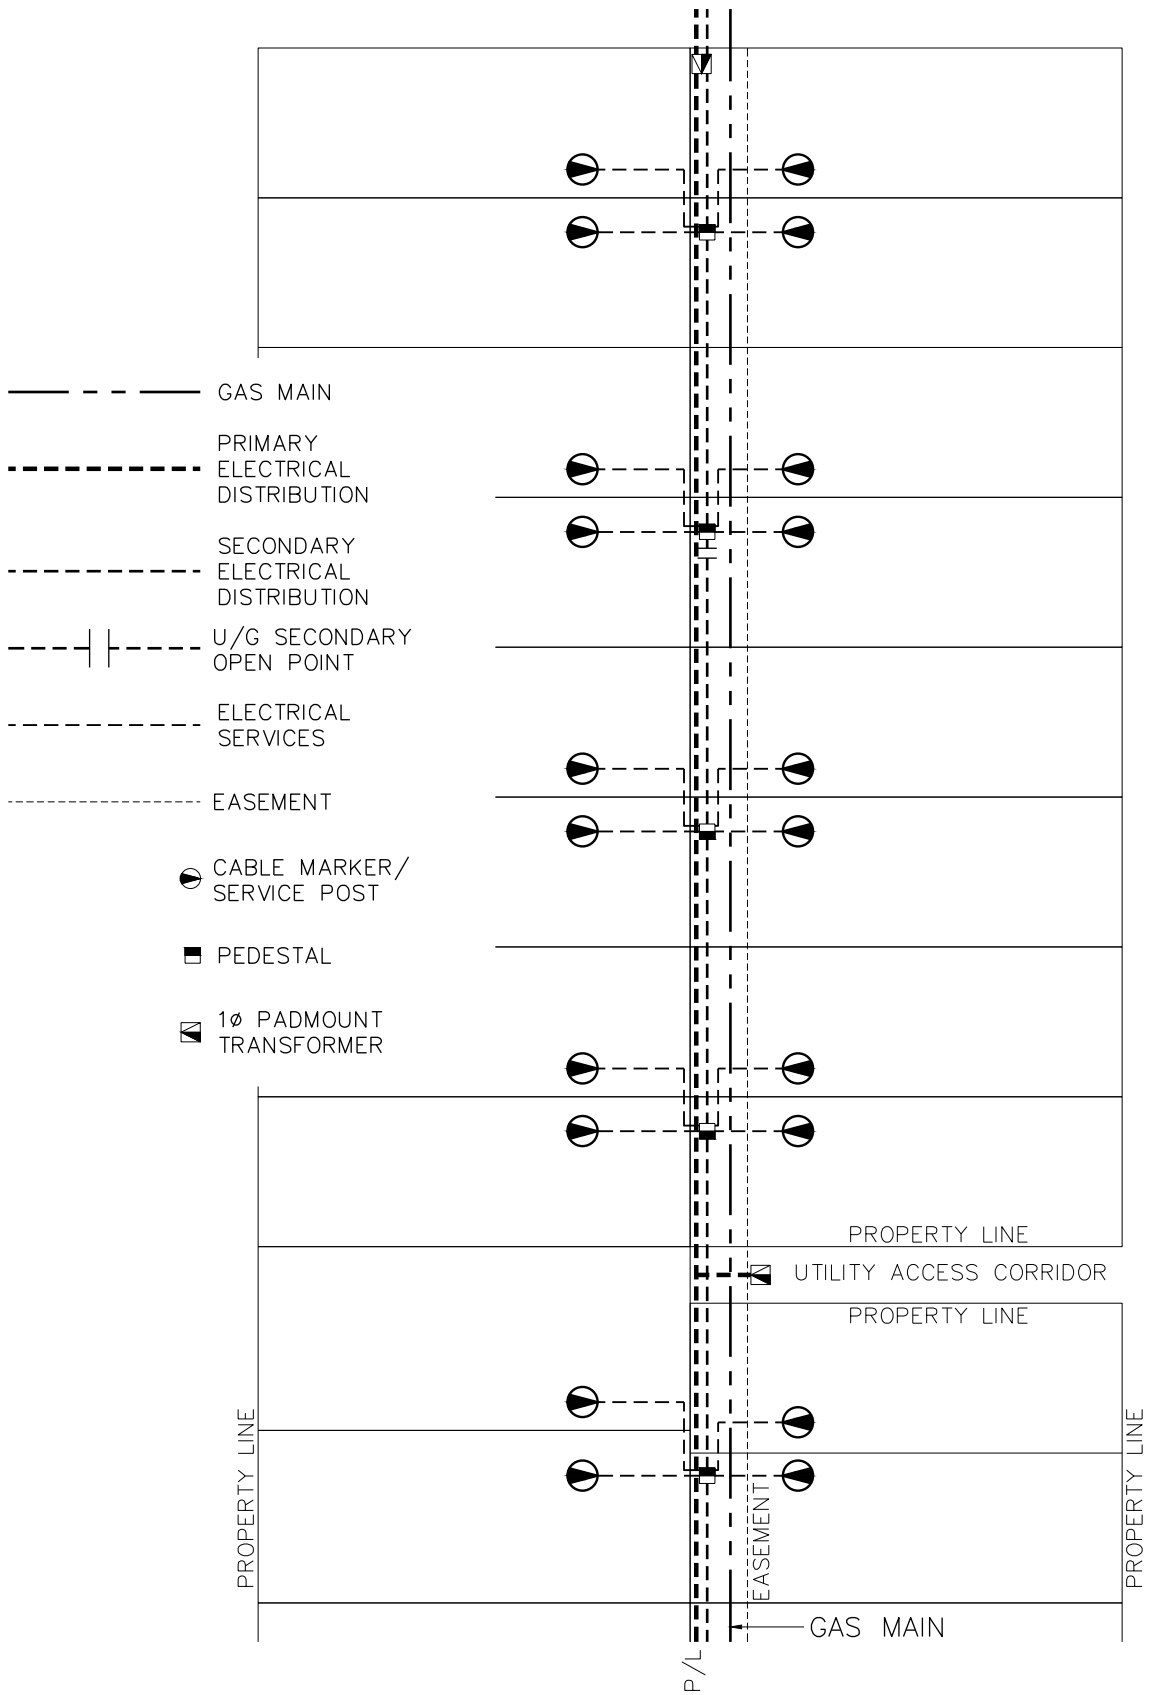 GAS MAIN
PRIMARY
ELECTRICAL
DISTRIBUTION
SECONDARY
ELECTRICAL
DISTRIBUTION
U/G SECONDARY
OPEN POINT
ELECTRICAL
SERVICES
EASEMENT
CABLE MARKER/
SERVICE POST
PEDESTAL
1ø PADMOUNT
TRANSFORMER
PROPERTY LINE
UTILITY ACCESS CORRIDOR
PROPERTY LINE
PROPERTY LINE
EASEMENT
PROPERTY LINE
GAS MAIN
P/L